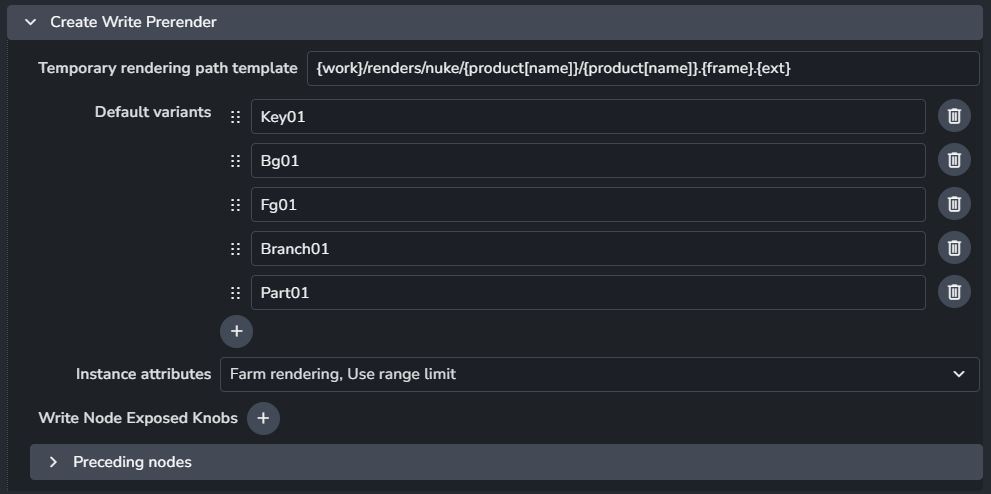 Create Write Prerender
Temporary rendering path template {work}/renders/nuke/{product[name]}/{product[name]}.{frame}.{ext}
Default variants Key01
Bg01
Fg01
Branch01
Part01
Instance attributes Farm rendering, Use range limit
Write Node Exposed Knobs
Preceding nodes